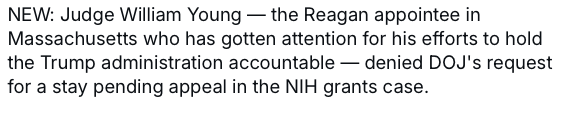 NEW: Judge William Young — the Reagan appointee in
Massachusetts who has gotten attention for his efforts to hold
the Trump administration accountable — denied DOJ's request
for a stay pending appeal in the NIH grants case.